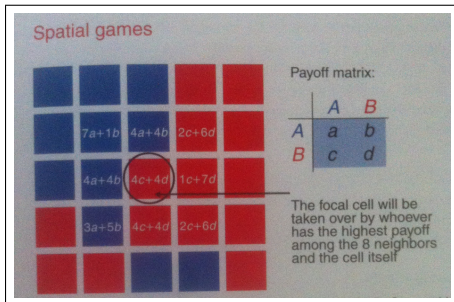 Spatial games
Payoff matrix:
A B
A a b
B c d
7a+1b 4a+4b 2c+6d
4a+4b 4c+4d 1c+7d
3a+5b 4c+4d 2c+6d
The focal cell will be
taken over by whoever
has the highest payoff
among the 8 neighbors
and the cell itself